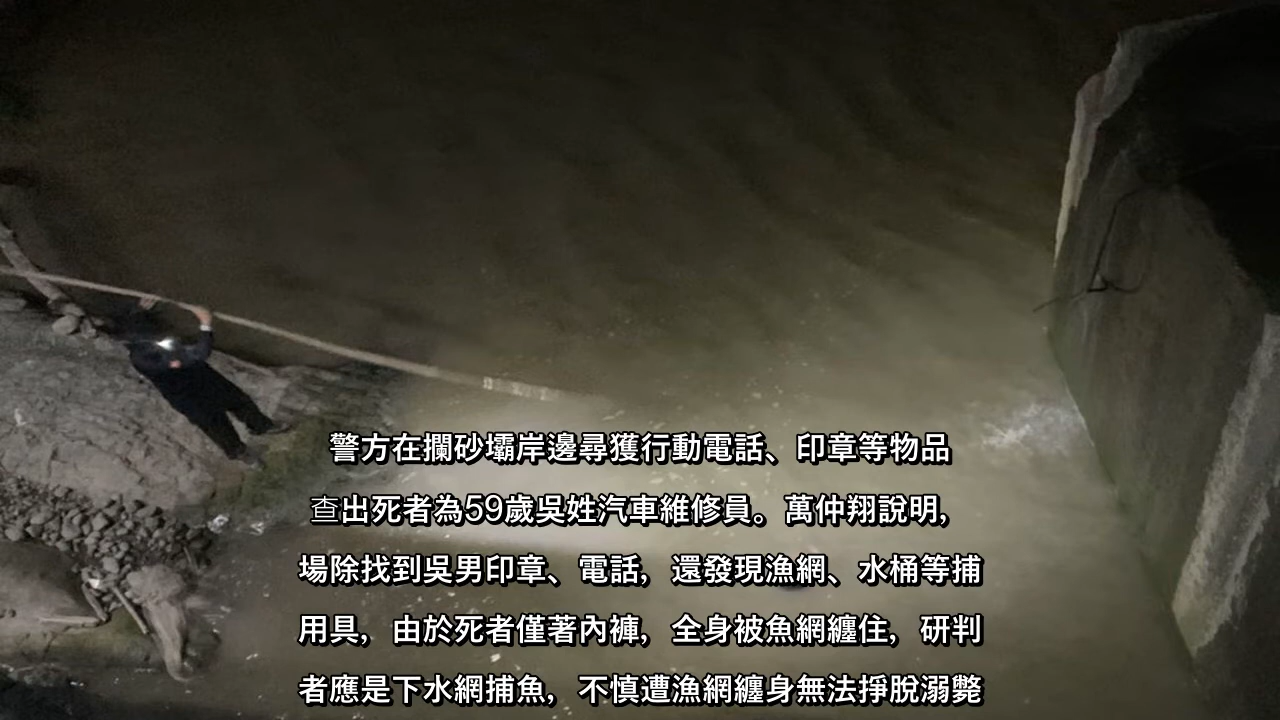 警方在攔砂壩岸邊尋獲行動電話、印章等物品
查出死者為59歲吳姓汽車維修員。萬仲翔說明,
場除找到吳男印章、電話,還發現漁網、水桶等捕
用具,由於死者僅著內褲,全身被魚網纏住,研判
者應是下水網捕魚,不慎遭漁網纏身無法掙脫溺斃